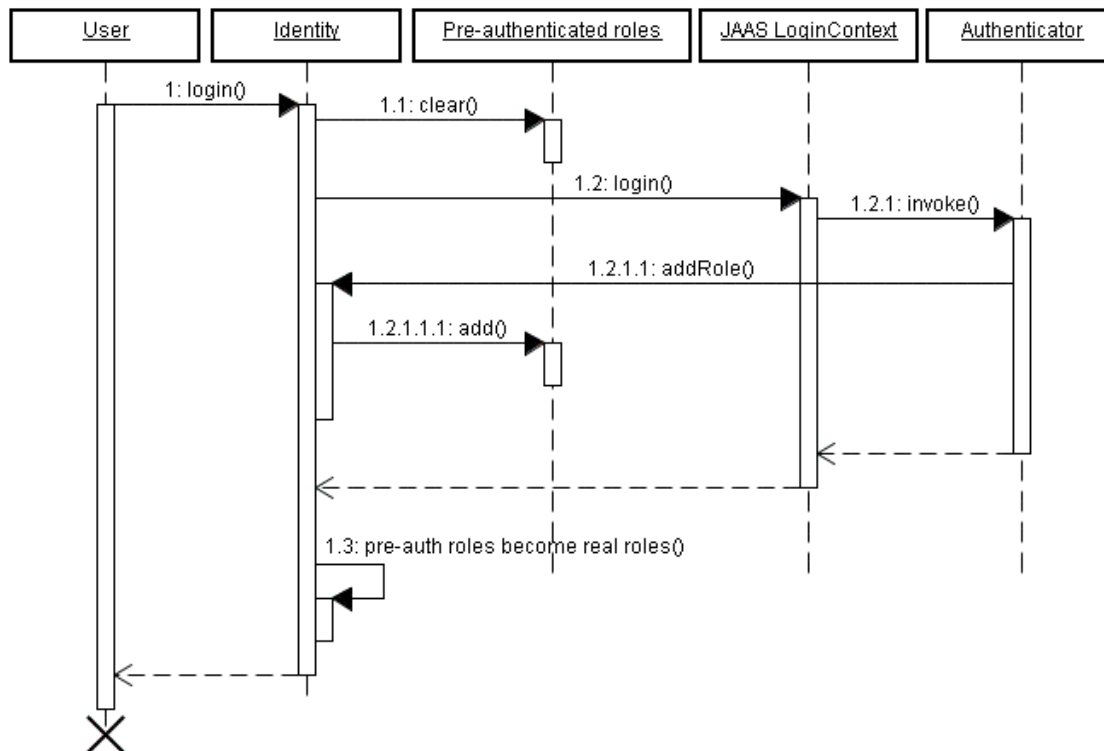 User
Identity
Pre-authenticated roles
JAAS LoginContext
Authenticator
1: login()
1.1: clear()
1.2: login()
1.2.1: invoke()
1.2.1.1: addRole()
1.2.1.1.1: add()
1.3: pre-auth roles become real roles()